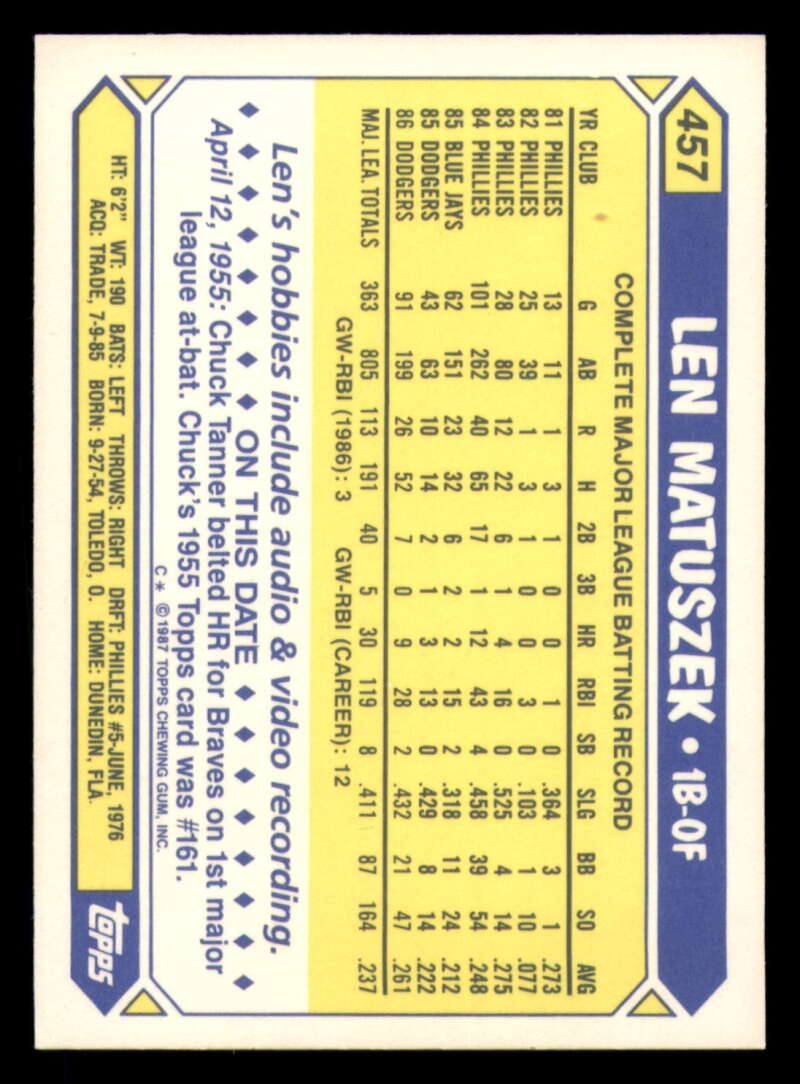 457
LEN MATUSZEK • 1B-OF
COMPLETE MAJOR LEAGUE BATTING RECORD
YR CLUB G AB R H 2B 3B HR RBI SB SLG BB SO AVG
81 PHILLIES 13 11 1 3 1 0 0 1 0 .364 3 1 .273
82 PHILLIES 25 39 1 3 1 0 0 3 0 .103 1 10 .077
83 PHILLIES 28 80 12 22 6 1 4 16 0 .525 4 14 .275
84 PHILLIES 101 262 40 65 17 1 12 43 4 .458 39 54 .248
85 BLUE JAYS 62 151 23 32 6 2 2 15 2 .318 11 24 .212
85 DODGERS 43 63 10 14 2 1 3 13 0 .429 8 14 .222
86 DODGERS 91 199 26 52 7 0 9 28 2 .432 21 47 .261
MAJ. LEA. TOTALS 363 805 113 191 40 5 30 119 8 .411 87 164 .237
GW-RBI (1986): 3 GW-RBI (CAREER): 12
Len's hobbies include audio & video recording.
♦ ♦ ♦ ♦ ♦ ♦ ♦ ♦ ON THIS DATE ♦ ♦ ♦ ♦ ♦ ♦ ♦ ♦
April 12, 1955: Chuck Tanner belted HR for Braves on 1st major
league at-bat. Chuck's 1955 Topps card was #161.
C * ©1987 TOPPS CHEWING GUM, INC.
HT: 6'2" WT: 190 BATS: LEFT THROWS: RIGHT DRFT: PHILLIES #5-JUNE, 1976
ACQ: TRADE, 7-9-85 BORN: 9-27-54, TOLEDO, O. HOME: DUNEDIN, FLA.
topps